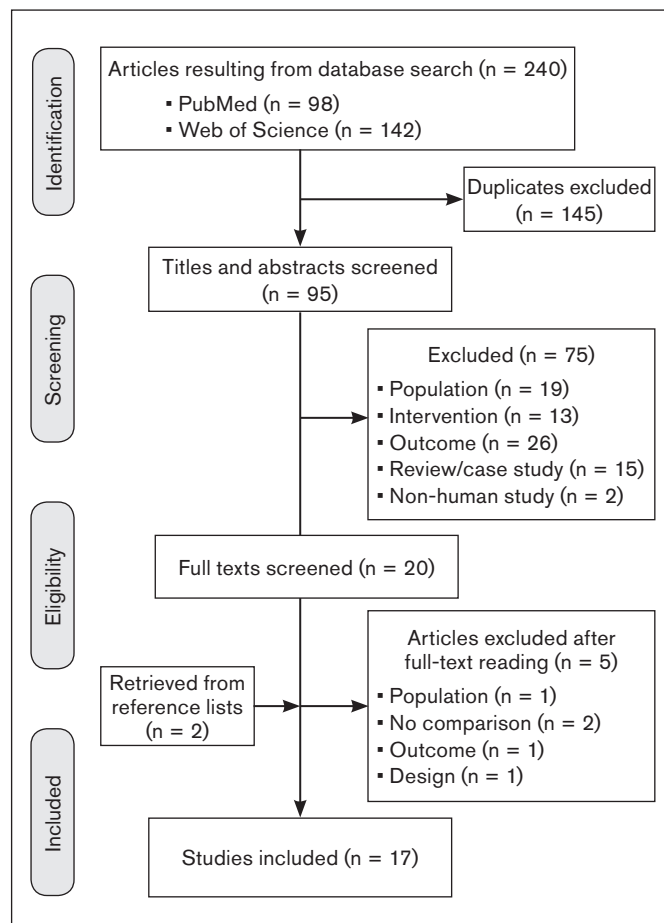 Identification
Articles resulting from database search (n = 240)
▪ PubMed (n = 98)
▪ Web of Science (n = 142)
Duplicates excluded
(n = 145)
Screening
Titles and abstracts screened
(n = 95)
Excluded (n = 75)
▪ Population (n = 19)
▪ Intervention (n = 13)
▪ Outcome (n = 26)
▪ Review/case study (n = 15)
▪ Non-human study (n = 2)
Eligibility
Full texts screened (n = 20)
Articles excluded after
full-text reading (n = 5)
▪ Population (n = 1)
▪ No comparison (n = 2)
▪ Outcome (n = 1)
▪ Design (n = 1)
Retrieved from
reference lists
(n = 2)
Included
Studies included (n = 17)